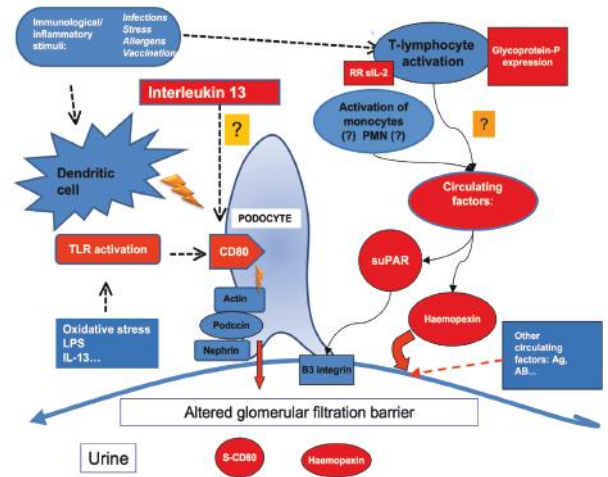 Immunological/
inflammatory
stimuli:
Infections
Stress
Allergens
Vaccination
T-lymphocyte
activation
Glycoprotein-P
expression
RR sIL-2
Interleukin 13
Activation of
monocytes
(?) PMN (?)
?
?
Dendritic
cell
Circulating
factors:
PODOCYTE
TLR activation
CD80
suPAR
Actin
Haemopexin
Oxidative stress
LPS
IL-13...
Podccin
Nephrin
B3 integrin
Other
circulating
factors: Ag,
AB...
Altered glomerular filtration barrier
Urine
S-CD80
Haemopexin